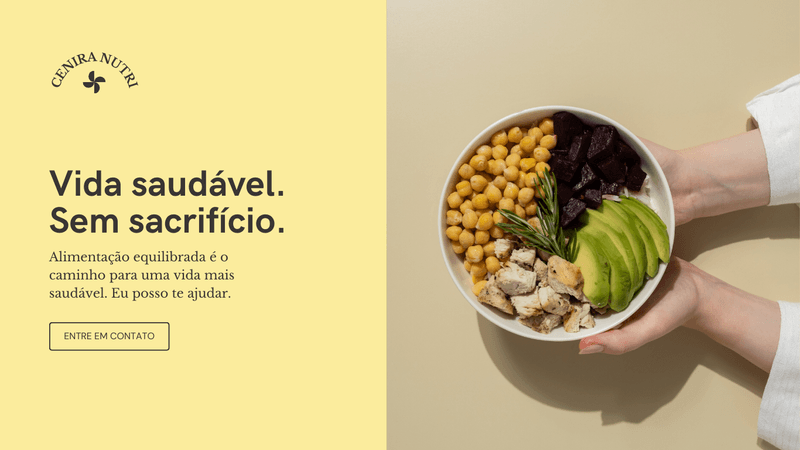 CENIRA NUTRI
Vida saudável.
Sem sacrifício.
Alimentação equilibrada é o
caminho para uma vida mais
saudável. Eu posso te ajudar.
ENTRE EM CONTATO